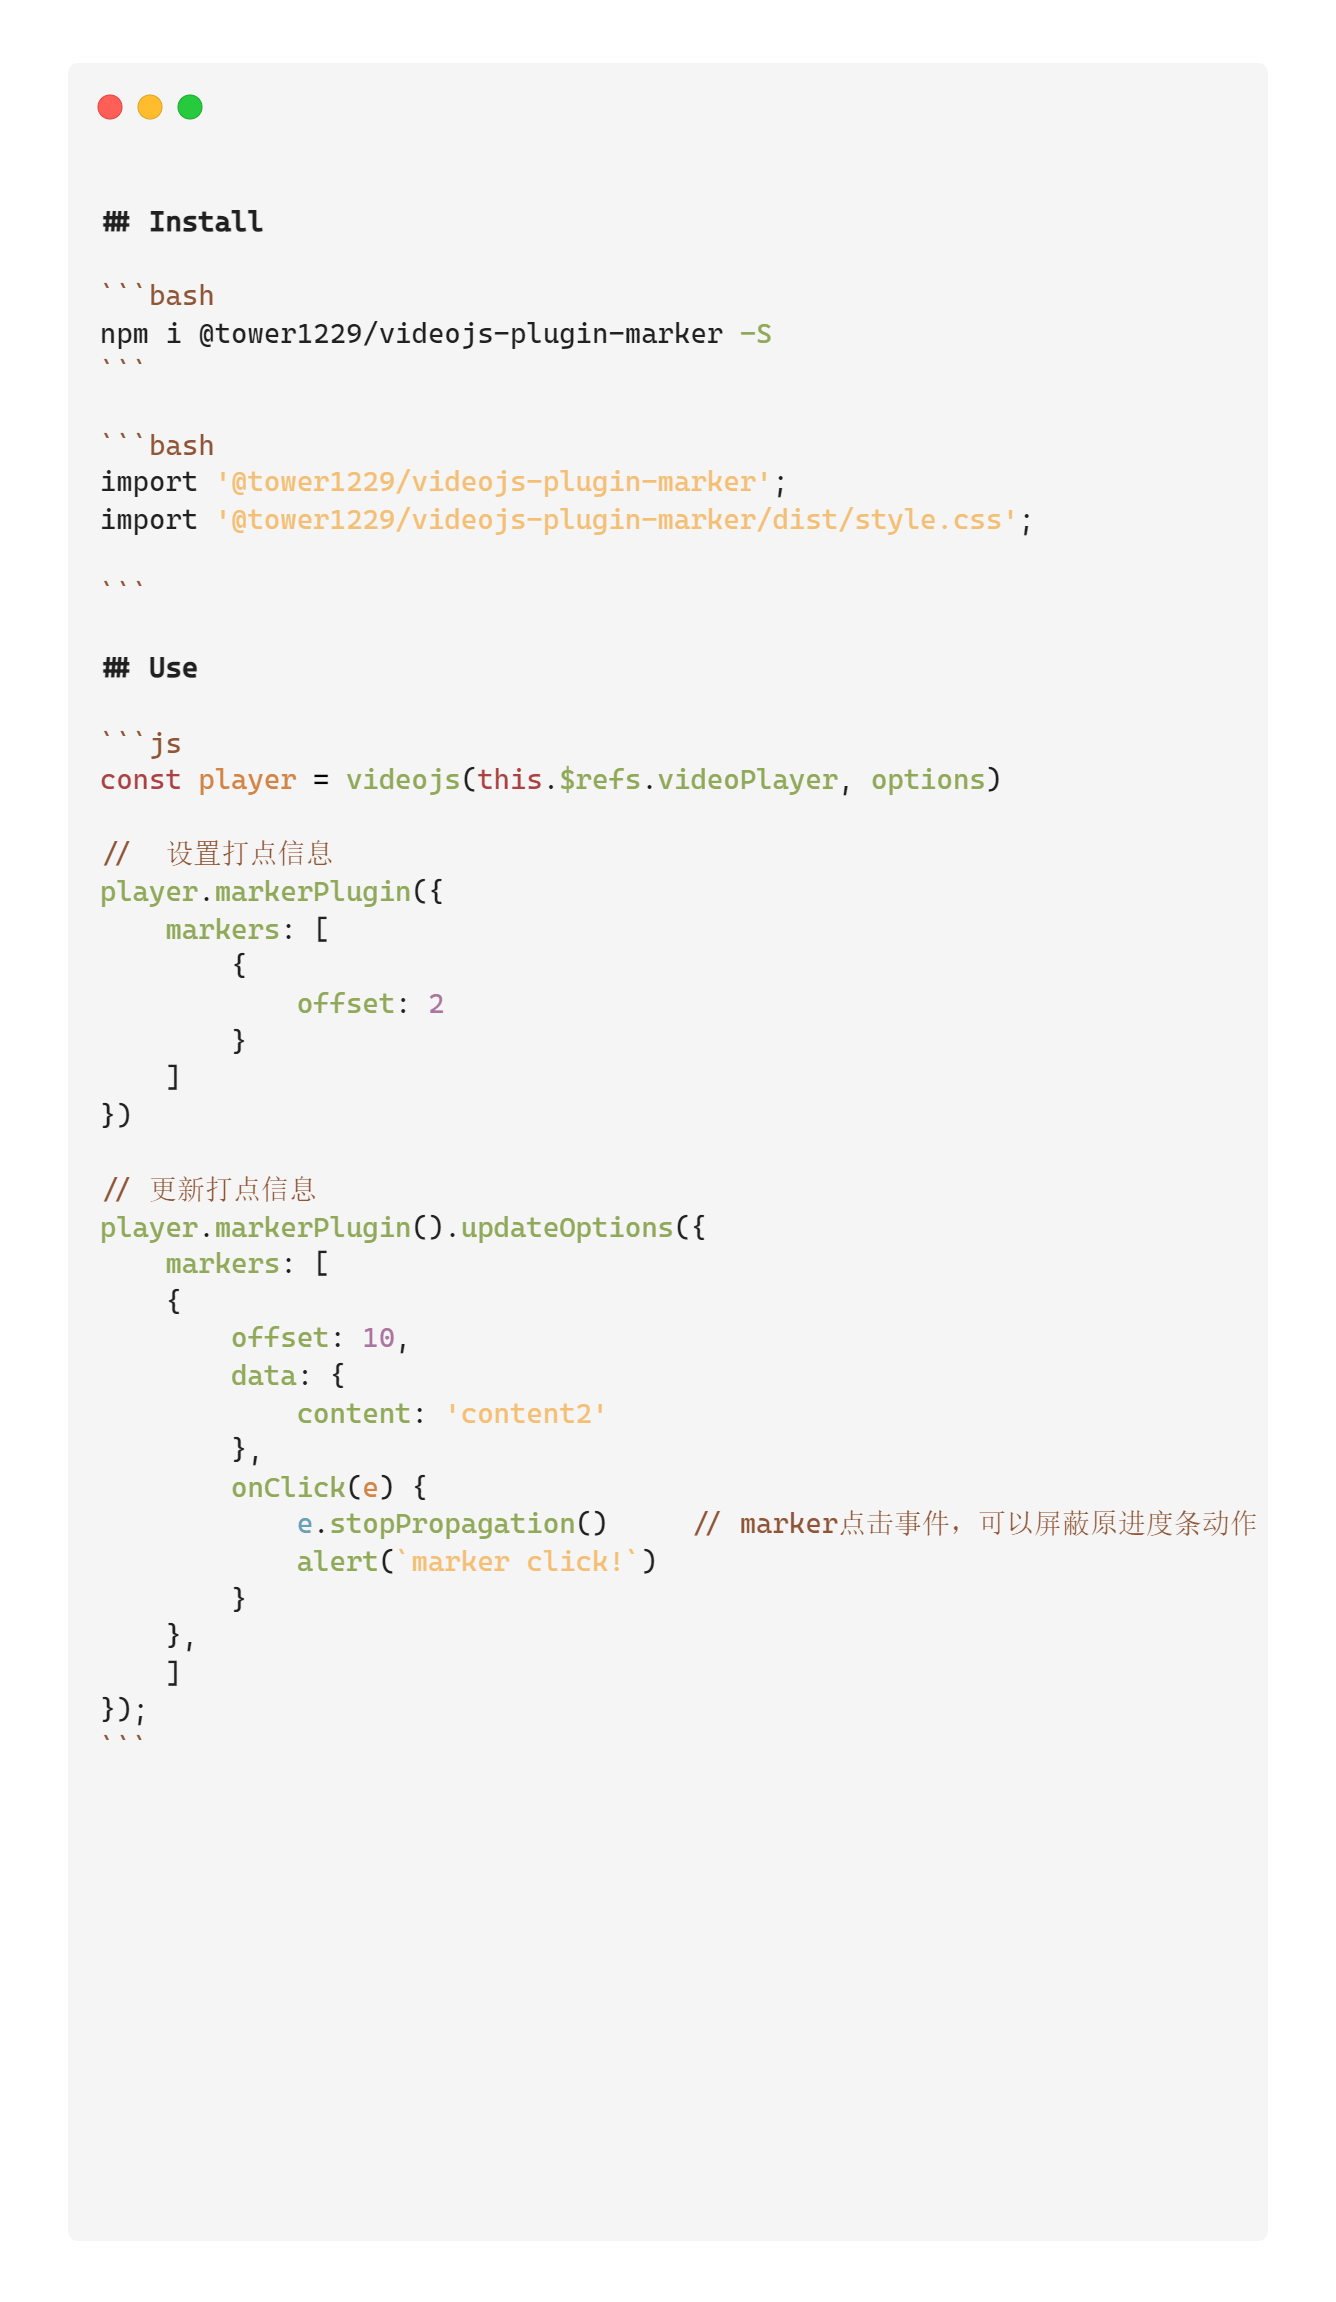 ## Install
```bash
npm i @tower1229/videojs-plugin-marker -S
```
```bash
import '@tower1229/videojs-plugin-marker';
import '@tower1229/videojs-plugin-marker/dist/style.css';
```
## Use
```js
const player = videojs(this.$refs.videoPlayer, options)
//  设置打点信息
player.markerPlugin({
    markers: [
        {
            offset: 2
        }
    ]
})
// 更新打点信息
player.markerPlugin().updateOptions({
    markers: [
    {
        offset: 10,
        data: {
            content: 'content2'
        },
        onClick(e) {
            e.stopPropagation()     // marker点击事件，可以屏蔽原进度条动作
            alert(`marker click!`)
        }
    },
    ]
});
```